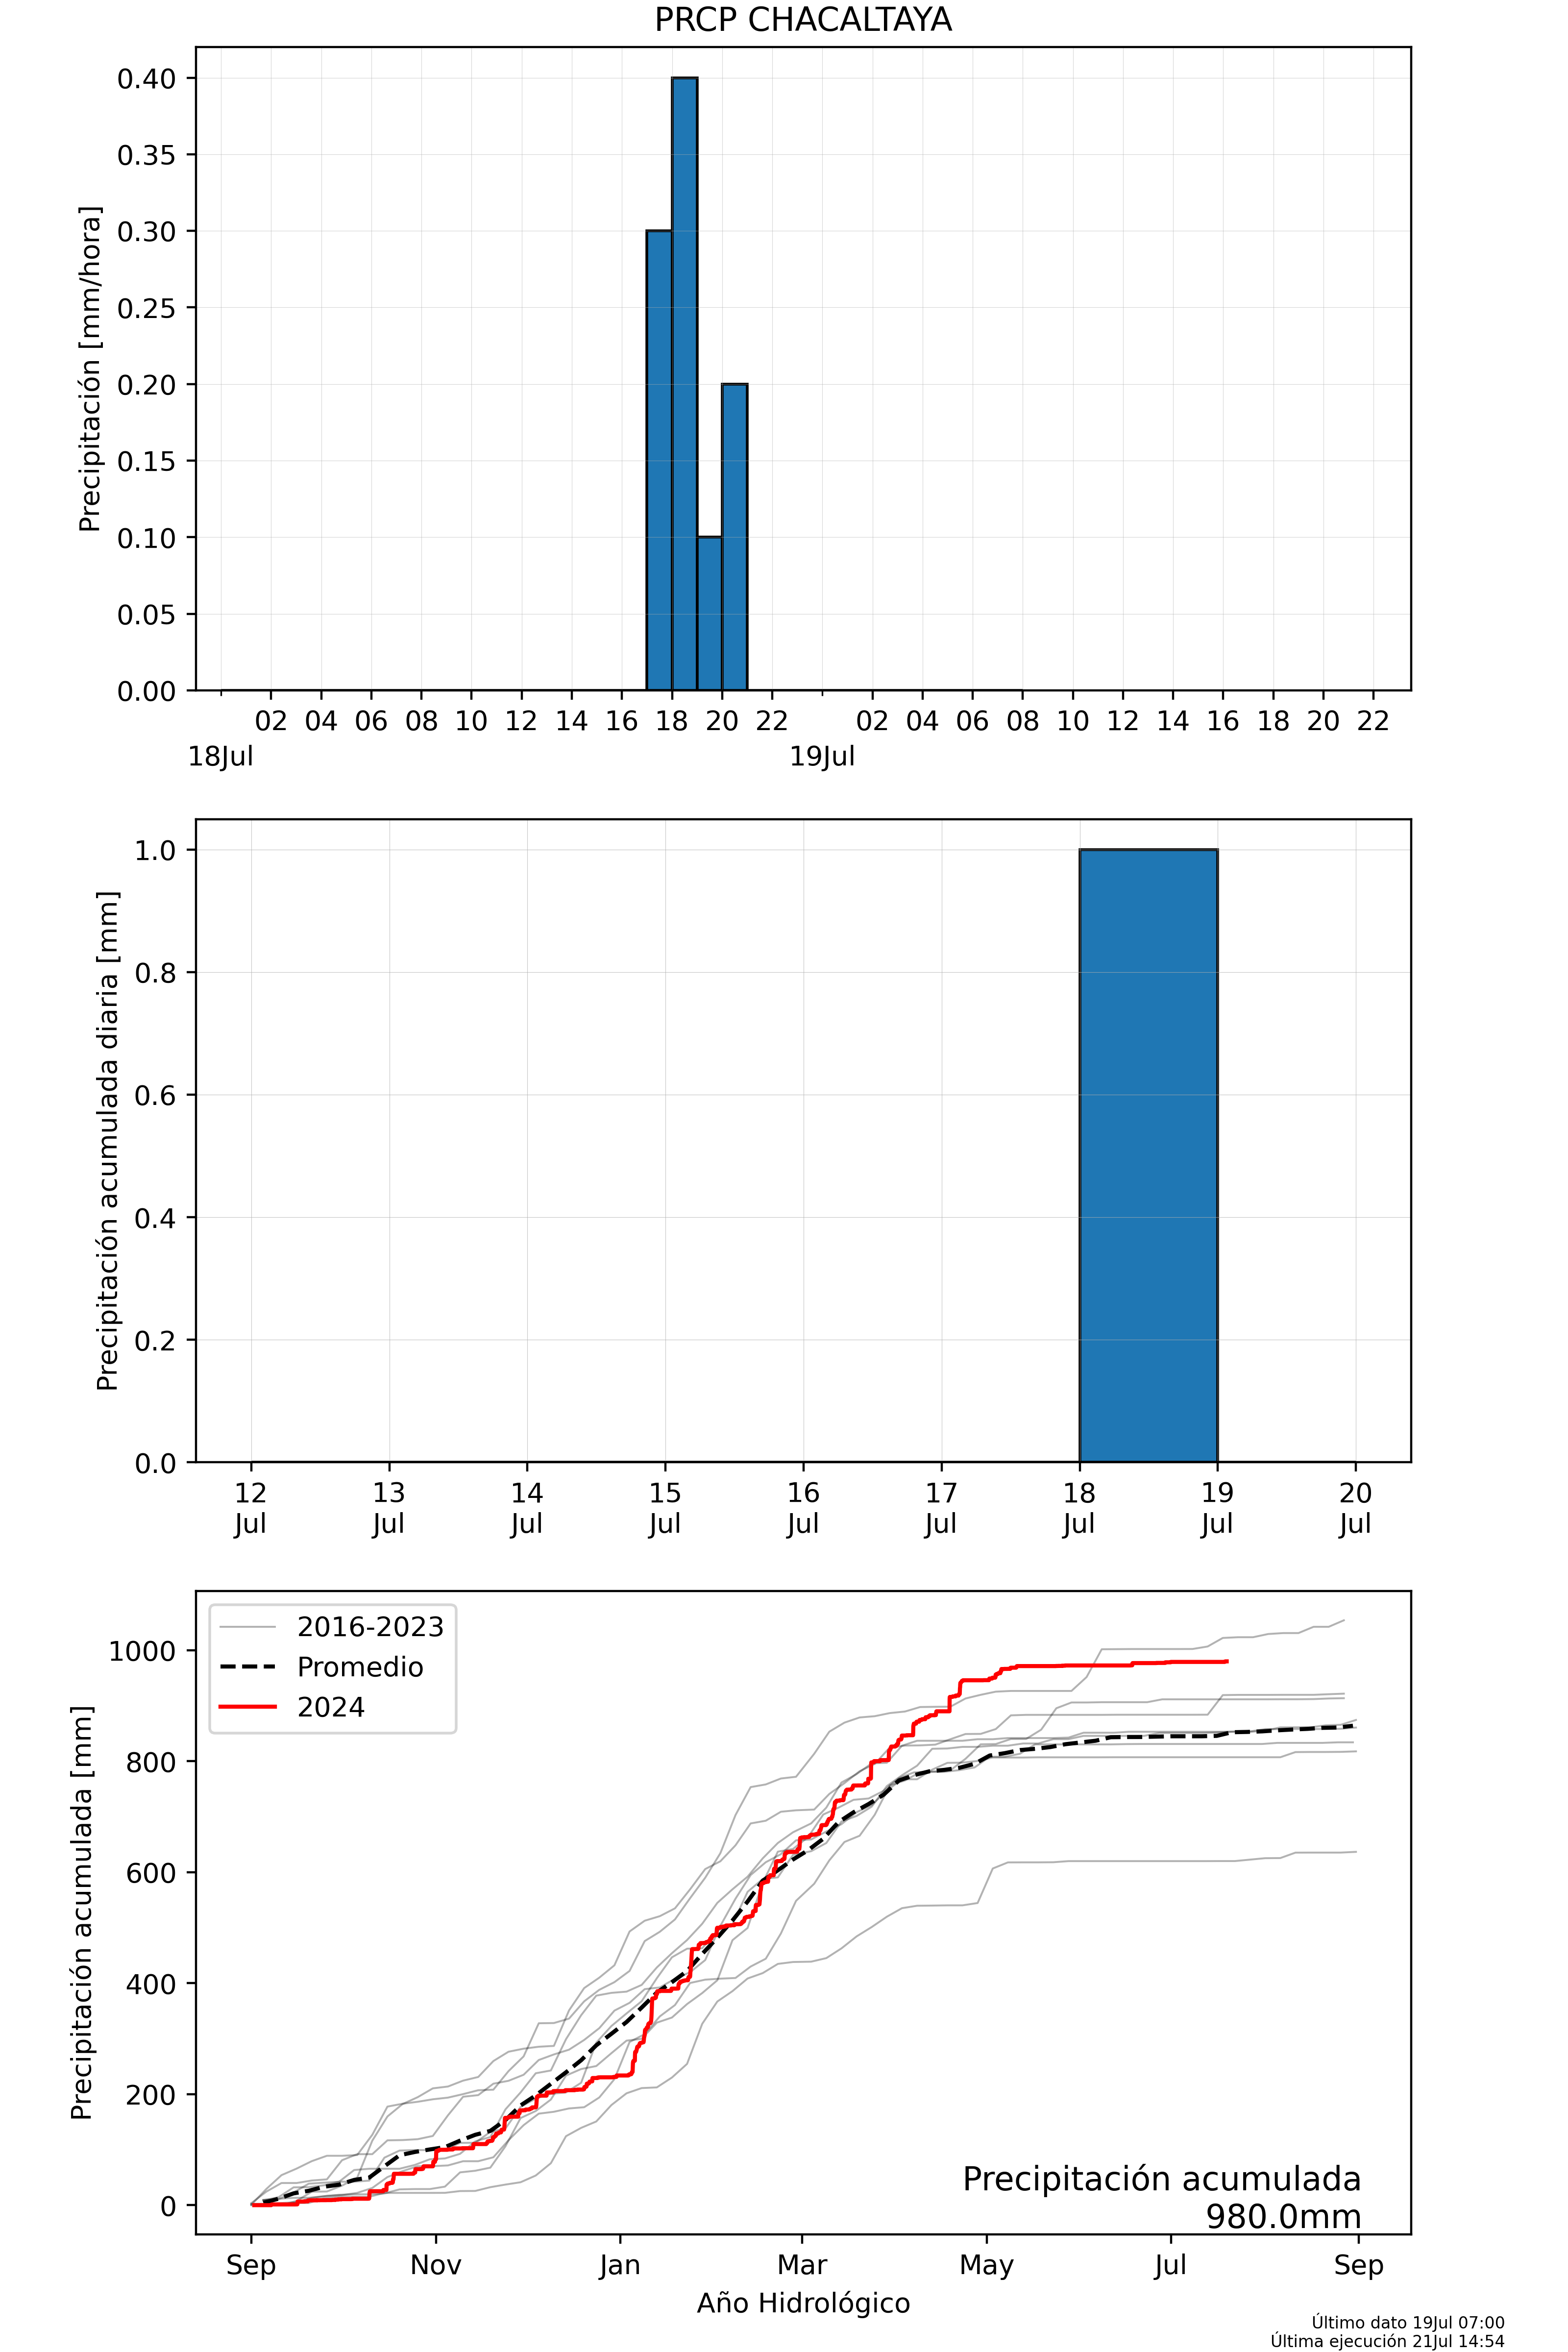 PRCP CHACALTAYA
Precipitación [mm/hora]
0.40
0.35
0.30
0.25
0.20
0.15
0.10
0.05
0.00
02 04 06 08 10 12 14 16 18 20 22 02 04 06 08 10 12 14 16 18 20 22
18Jul 19Jul
Precipitación acumulada diaria [mm]
1.0
0.8
0.6
0.4
0.2
0.0
12 13 14 15 16 17 18 19 20
Jul Jul Jul Jul Jul Jul Jul Jul Jul
Precipitación acumulada [mm]
1000
800
600
400
200
0
2016-2023
Promedio
2024
Precipitación acumulada
980.0mm
Sep Nov Jan Mar May Jul Sep
Año Hidrológico
Último dato 19Jul 07:00
Última ejecución 21Jul 14:54